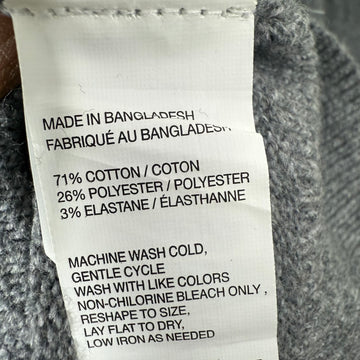 MADE IN BANGLADESH
FABRIQUÉ AU BANGLADESH
71% COTTON / COTON
26% POLYESTER / POLYESTER
3% ELASTANE / ÉLASTHANNE
MACHINE WASH COLD,
GENTLE CYCLE
WASH WITH LIKE COLORS
NON-CHLORINE BLEACH ONLY ,
RESHAPE TO SIZE,
LAY FLAT TO DRY,
LOW IRON AS NEEDED